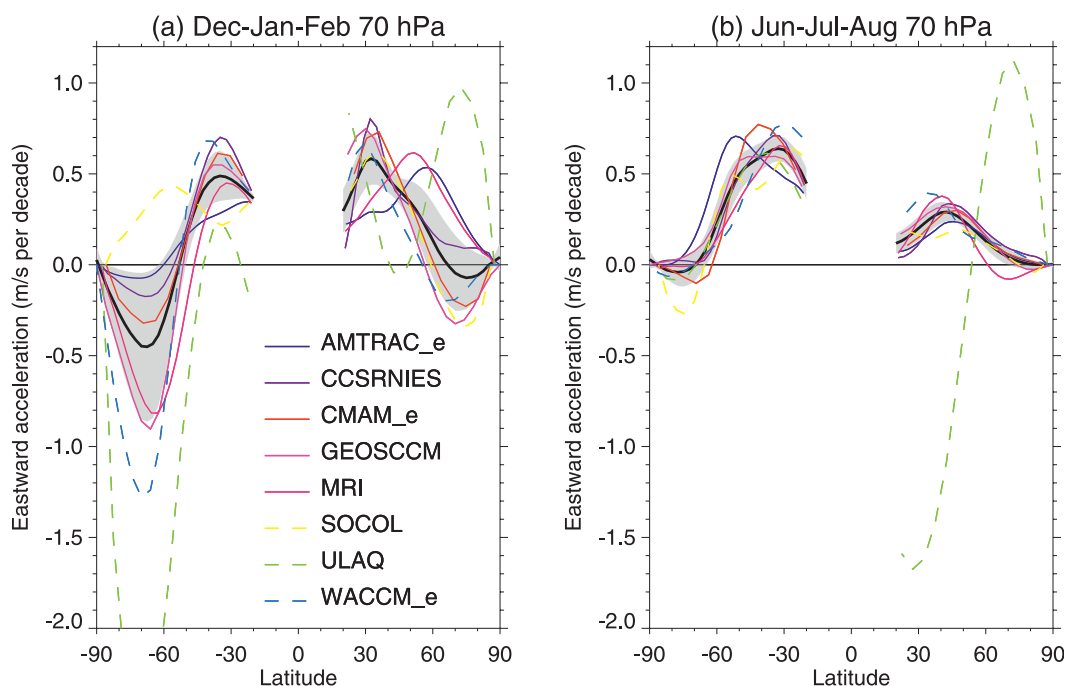 (a) Dec-Jan-Feb 70 hPa
(b) Jun-Jul-Aug 70 hPa
Eastward acceleration (m/s per decade)
1.0
0.5
0.0
-0.5
-1.0
-1.5
-2.0
AMTRAC_e
CCSRNIES
CMAM_e
GEOSCCM
MRI
SOCOL
ULAQ
WACCM_e
-90 -60 -30 0 30 60 90
Latitude
Eastward acceleration (m/s per decade)
1.0
0.5
0.0
-0.5
-1.0
-1.5
-2.0
-90 -60 -30 0 30 60 90
Latitude